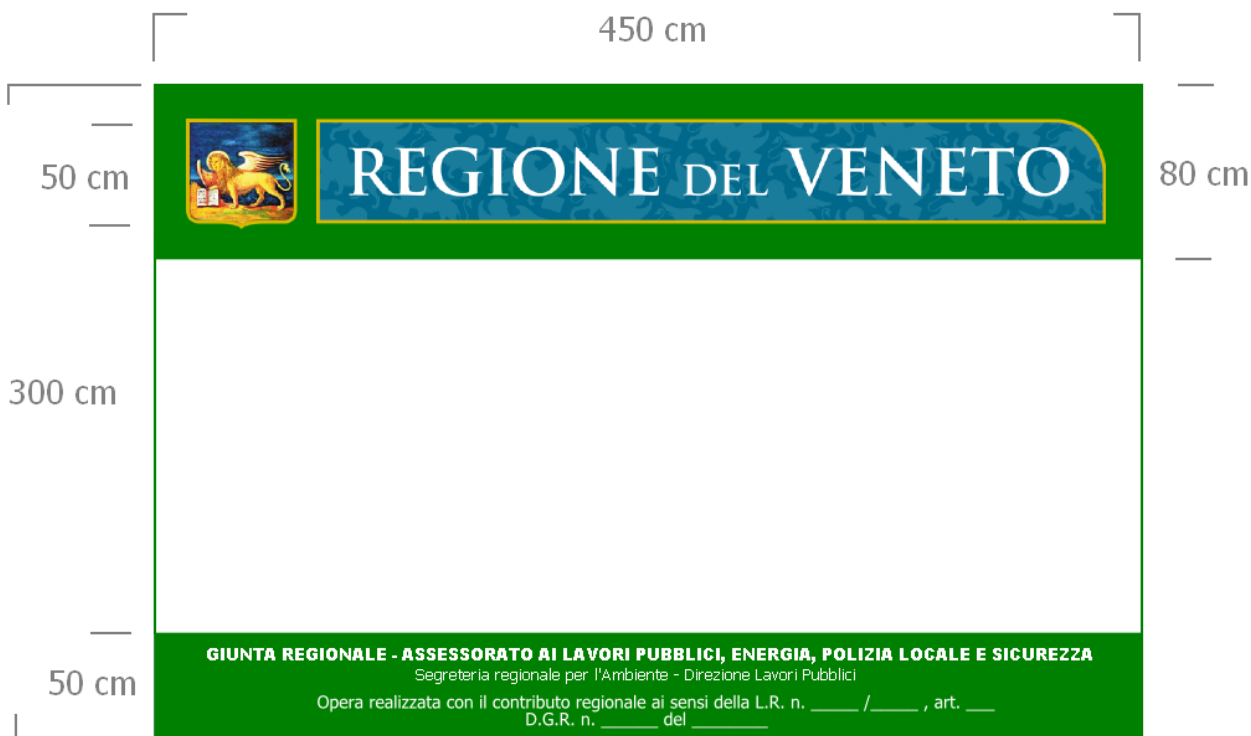 450 cm
50 cm
REGIONE DEL VENETO
80 cm
300 cm
50 cm
GIUNTA REGIONALE - ASSESSORATO AI LAVORI PUBBLICI, ENERGIA, POLIZIA LOCALE E SICUREZZA
Segreteria regionale per l'Ambiente - Direzione Lavori Pubblici
Opera realizzata con il contributo regionale ai sensi della L.R. n. _____ /_____ , art. ___
D.G.R. n. ______ del ________